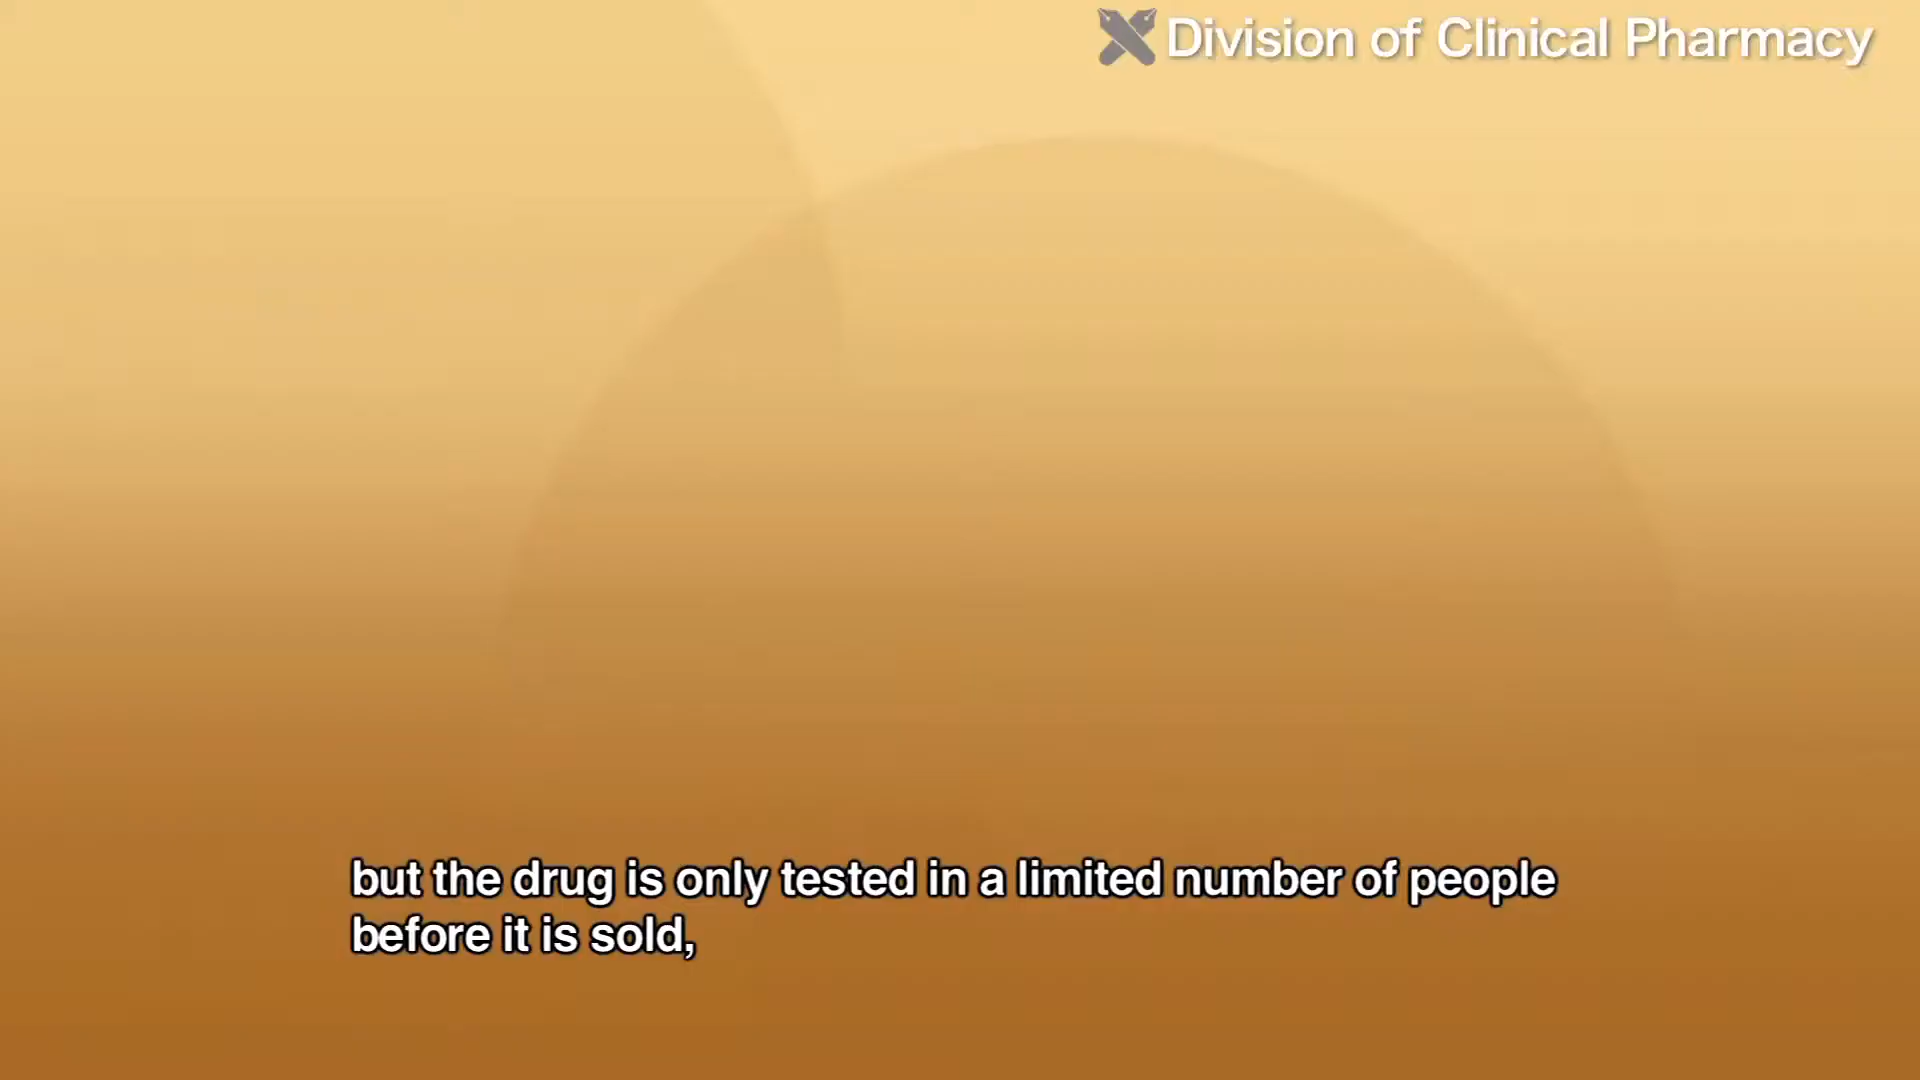 Division of Clinical Pharmacy
but the drug is only tested in a limited number of people
before it is sold,